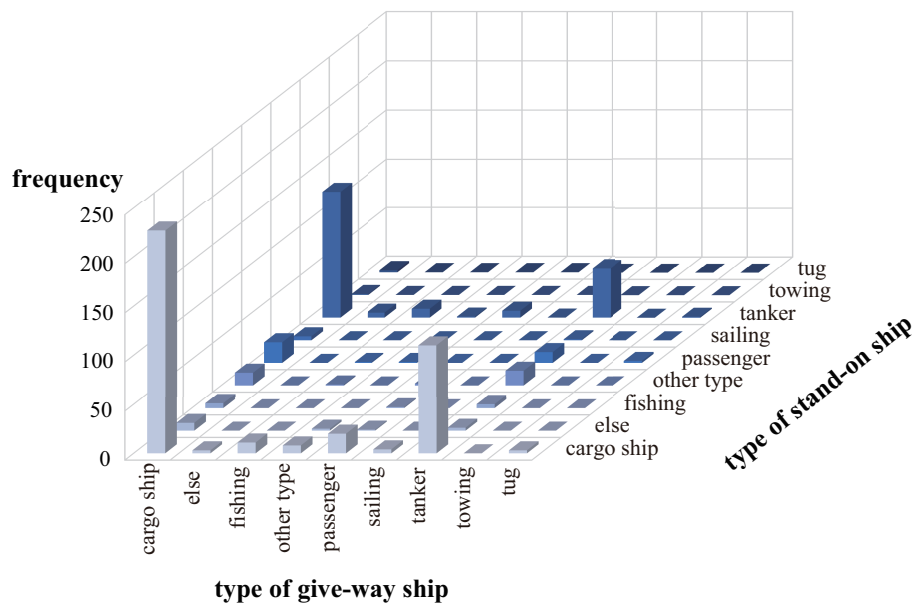 frequency
250
200
150
100
50
0
tug
towing
tanker
sailing
passenger
other type
fishing
else
cargo ship
type of stand-on ship
cargo ship
else
fishing
other type
passenger
sailing
tanker
towing
tug
type of give-way ship